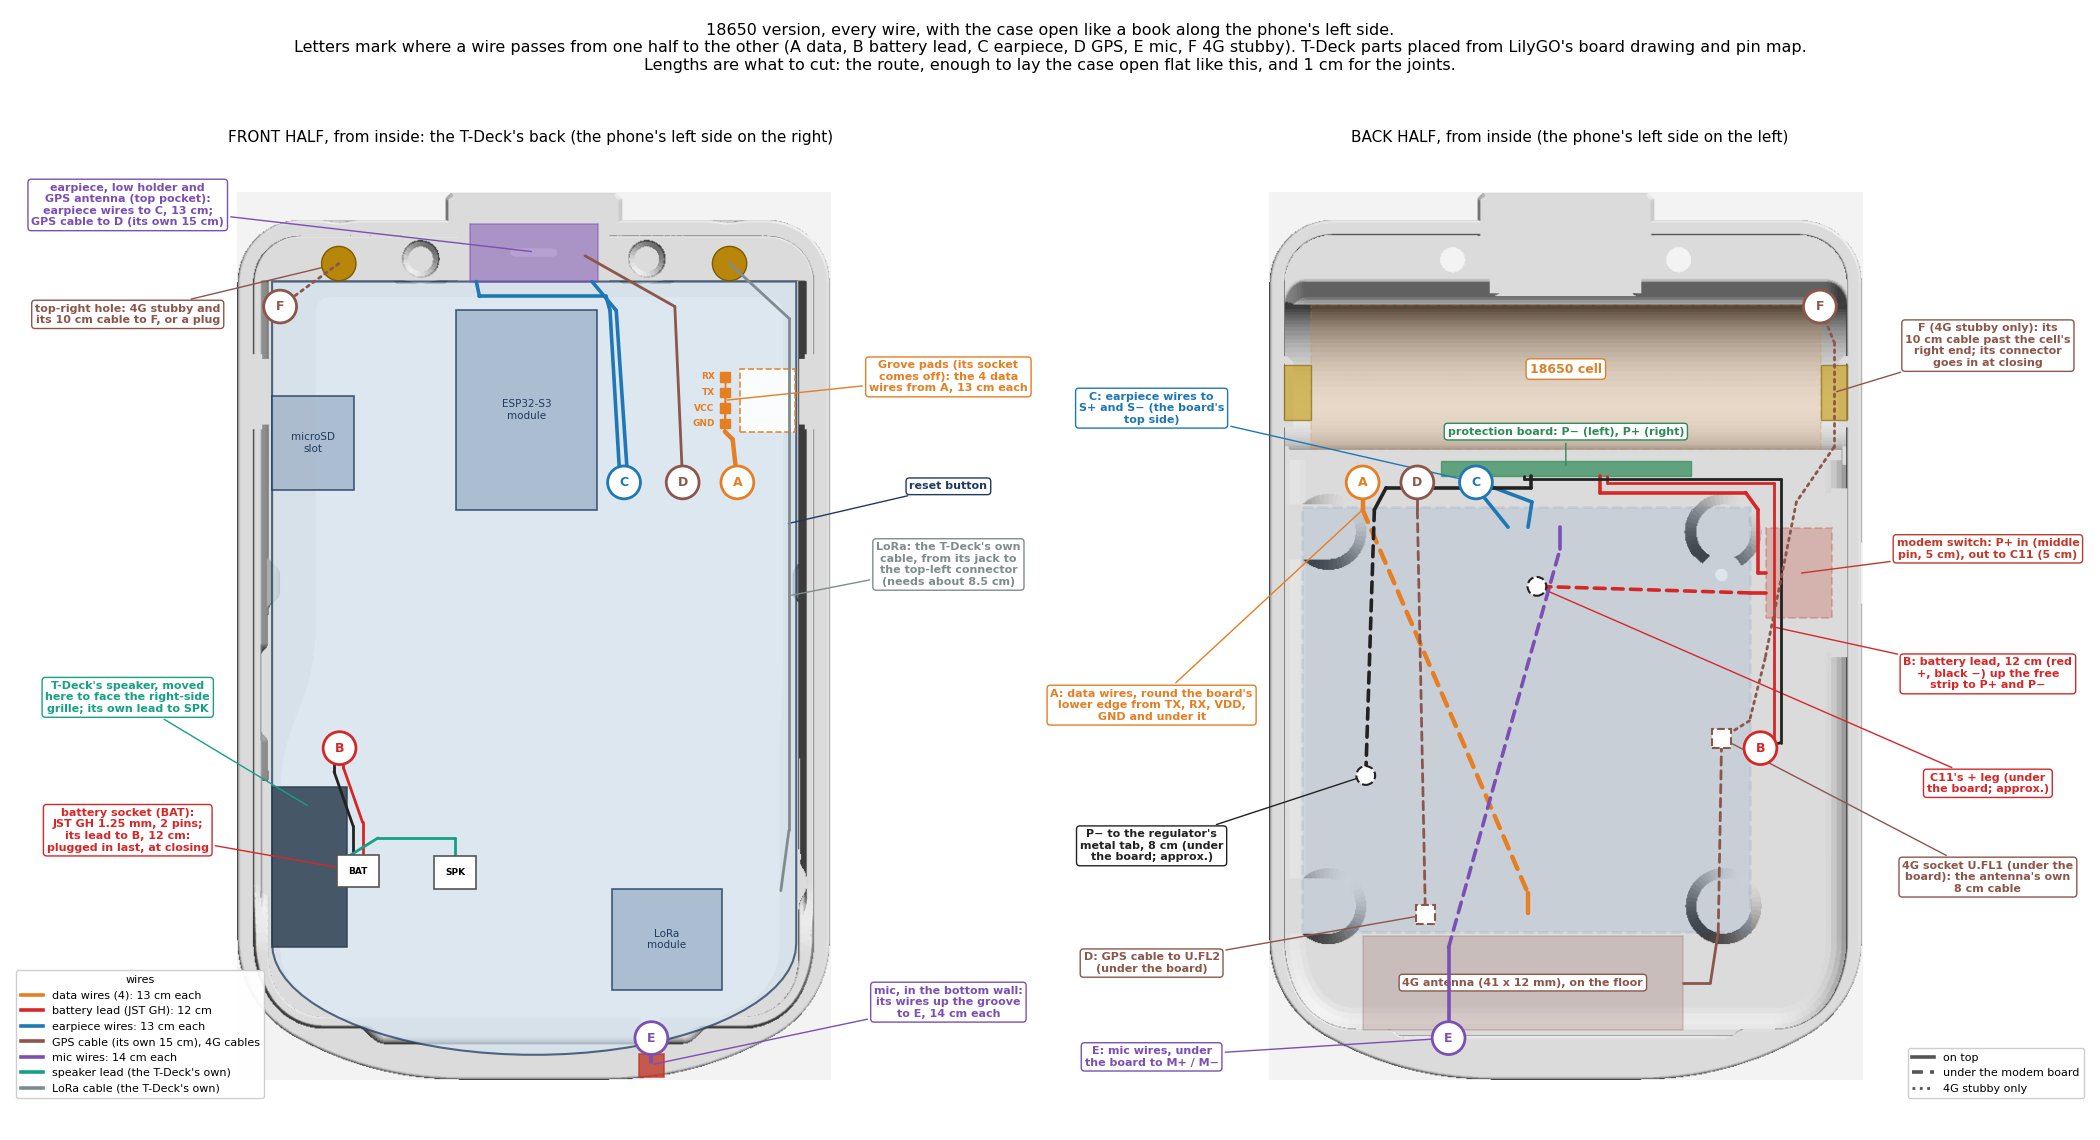 18650 version, every wire, with the case open like a book along the phone's left side.
Letters mark where a wire passes from one half to the other (A data, B battery lead, C earpiece, D GPS, E mic, F 4G stubby). T-Deck parts placed from LilyGO's board drawing and pin map.
Lengths are what to cut: the route, enough to lay the case open flat like this, and 1 cm for the joints.
FRONT HALF, from inside: the T-Deck's back (the phone's left side on the right)
earpiece, low holder and
GPS antenna (top pocket):
earpiece wires to C, 13 cm;
GPS cable to D (its own 15 cm)
top-right hole: 4G stubby and
its 10 cm cable to F, or a plug
F
ESP32-S3
module
microSD
slot
RX
TX
VCC
GND
Grove pads (its socket
comes off): the 4 data
wires from A, 13 cm each
C
D
A
reset button
LoRa: the T-Deck's own
cable, from its jack to
the top-left connector
(needs about 8.5 cm)
T-Deck's speaker, moved
here to face the right-side
grille; its own lead to SPK
B
battery socket (BAT):
JST GH 1.25 mm, 2 pins;
its lead to B, 12 cm:
plugged in last, at closing
BAT
SPK
LoRa
module
mic, in the bottom wall:
its wires up the groove
to E, 14 cm each
E
wires
data wires (4): 13 cm each
battery lead (JST GH): 12 cm
earpiece wires: 13 cm each
GPS cable (its own 15 cm), 4G cables
mic wires: 14 cm each
speaker lead (the T-Deck's own)
LoRa cable (the T-Deck's own)
BACK HALF, from inside (the phone's left side on the left)
F
F (4G stubby only): its
10 cm cable past the cell's
right end; its connector
goes in at closing
18650 cell
C: earpiece wires to
S+ and S− (the board's
top side)
protection board: P− (left), P+ (right)
A
D
C
modem switch: P+ in (middle
pin, 5 cm), out to C11 (5 cm)
A: data wires, round the board's
lower edge from TX, RX, VDD,
GND and under it
B: battery lead, 12 cm (red
+, black −) up the free
strip to P+ and P−
B
C11's + leg (under
the board; approx.)
P− to the regulator's
metal tab, 8 cm (under
the board; approx.)
4G socket U.FL1 (under the
board): the antenna's own
8 cm cable
D: GPS cable to U.FL2
(under the board)
4G antenna (41 x 12 mm), on the floor
E
E: mic wires, under
the board to M+ / M−
on top
under the modem board
4G stubby only